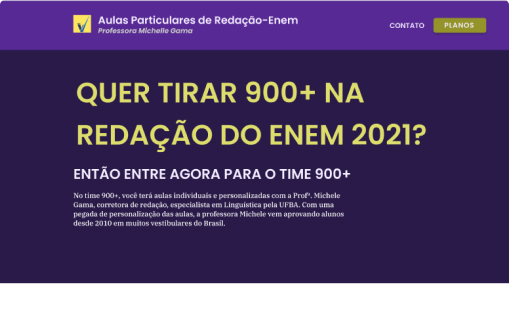 Aulas Particulares de Redação-Enem
Professora Michelle Gama
CONTATO
PLANOS
QUER TIRAR 900+ NA
REDAÇÃO DO ENEM 2021?
ENTÃO ENTRE AGORA PARA O TIME 900+
No time 900+, você terá aulas individuais e personalizadas com a Profª. Michele
Gama, corretora de redação, especialista em Linguística pela UFBA. Com uma
pegada de personalização das aulas, a professora Michele vem aprovando alunos
desde 2010 em muitos vestibulares do Brasil.